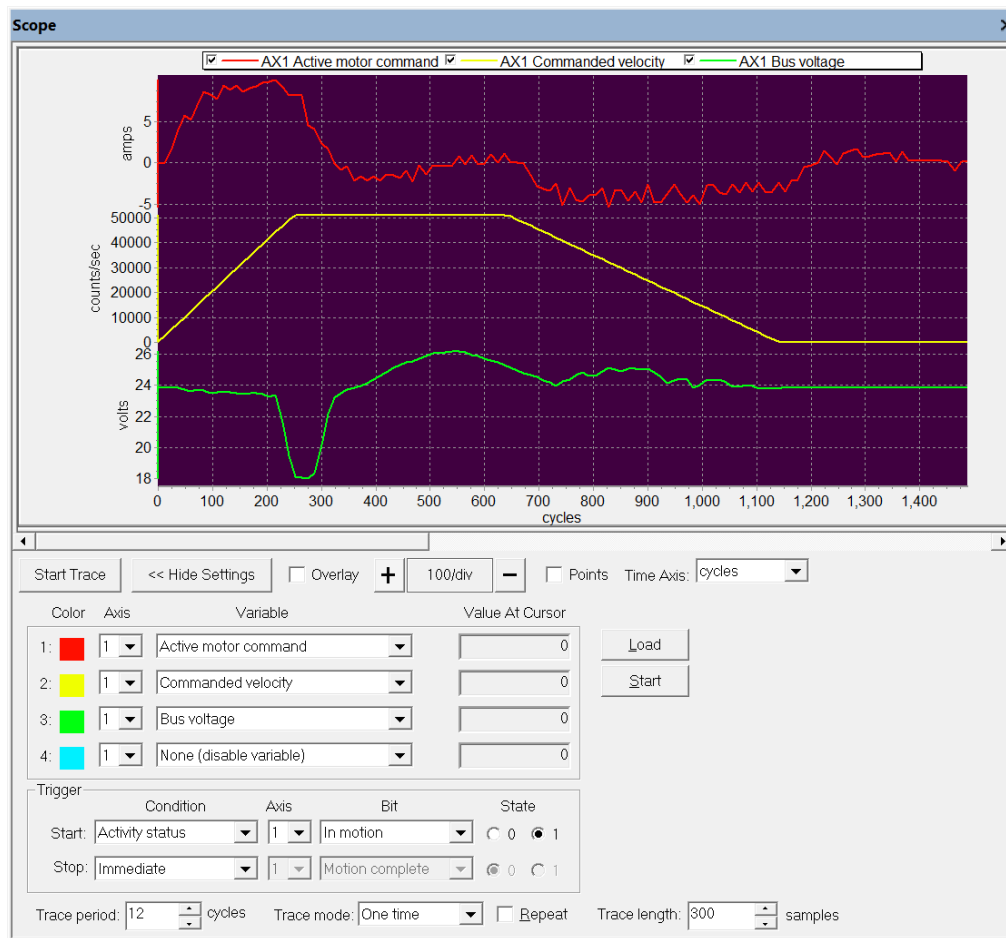 Scope
AX1 Active motor command AX1 Commanded velocity AX1 Bus voltage
amps
5
0
-5
counts/sec
50000
40000
30000
20000
10000
0
volts
26
24
22
20
18
0 100 200 300 400 500 600 700 800 900 1,000 1,100 1,200 1,300 1,400
cycles
Start Trace << Hide Settings Overlay + 100/div − Points Time Axis: cycles
Color Axis Variable Value At Cursor
1: 1 Active motor command 0 Load
2: 1 Commanded velocity 0 Start
3: 1 Bus voltage 0
4: 1 None (disable variable) 0
Trigger
Condition Axis Bit State
Start: Activity status 1 In motion 0 1
Stop: Immediate 1 Motion complete 0 1
Trace period: 12 cycles Trace mode: One time Repeat Trace length: 300 samples